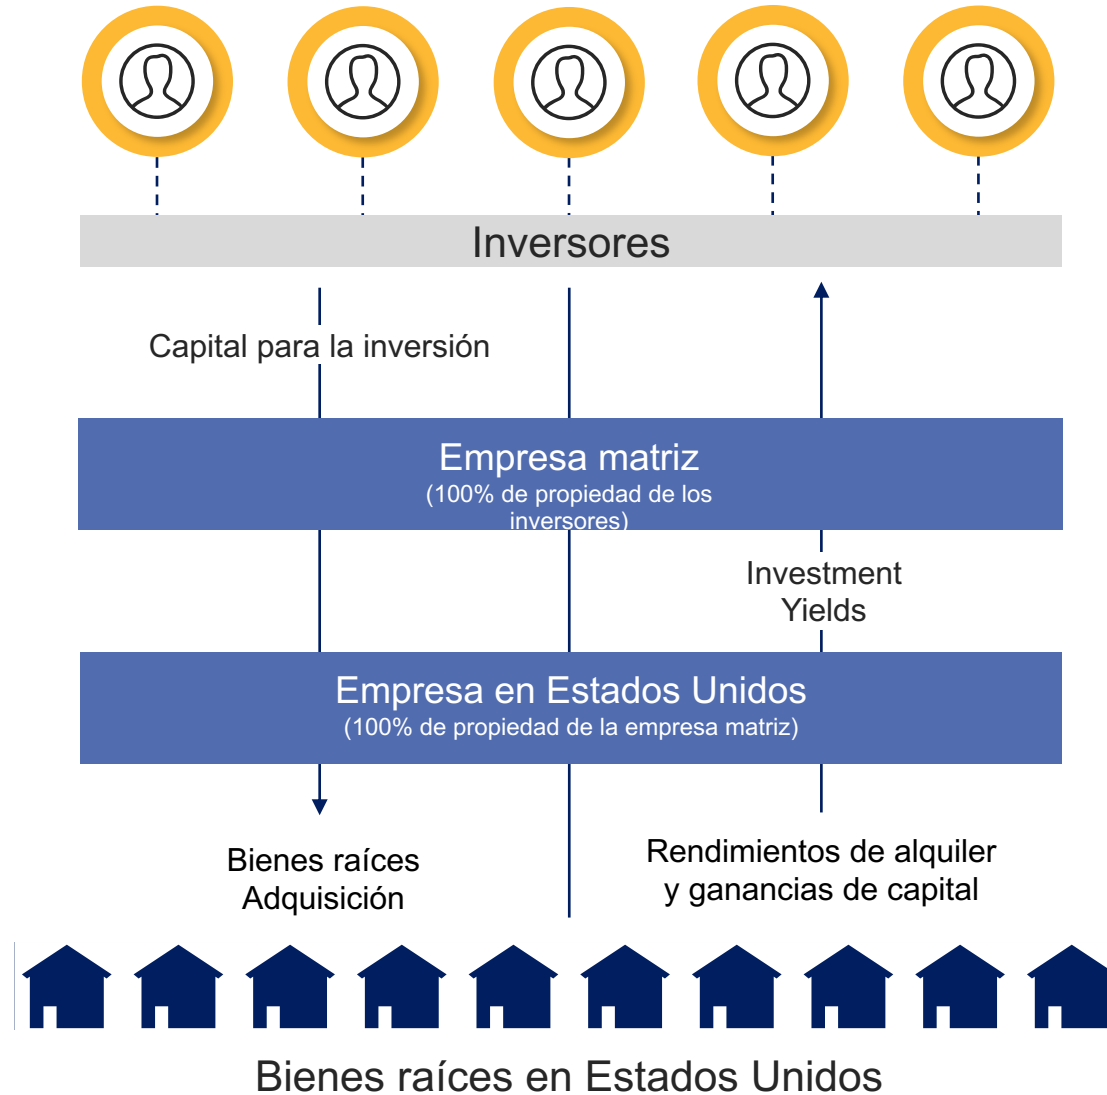 Inversores
Capital para la inversión
Empresa matriz
(100% de propiedad de los
inversores)
Investment
Yields
Empresa en Estados Unidos
(100% de propiedad de la empresa matriz)
Bienes raíces
Adquisición
Rendimientos de alquiler
y ganancias de capital
Bienes raíces en Estados Unidos